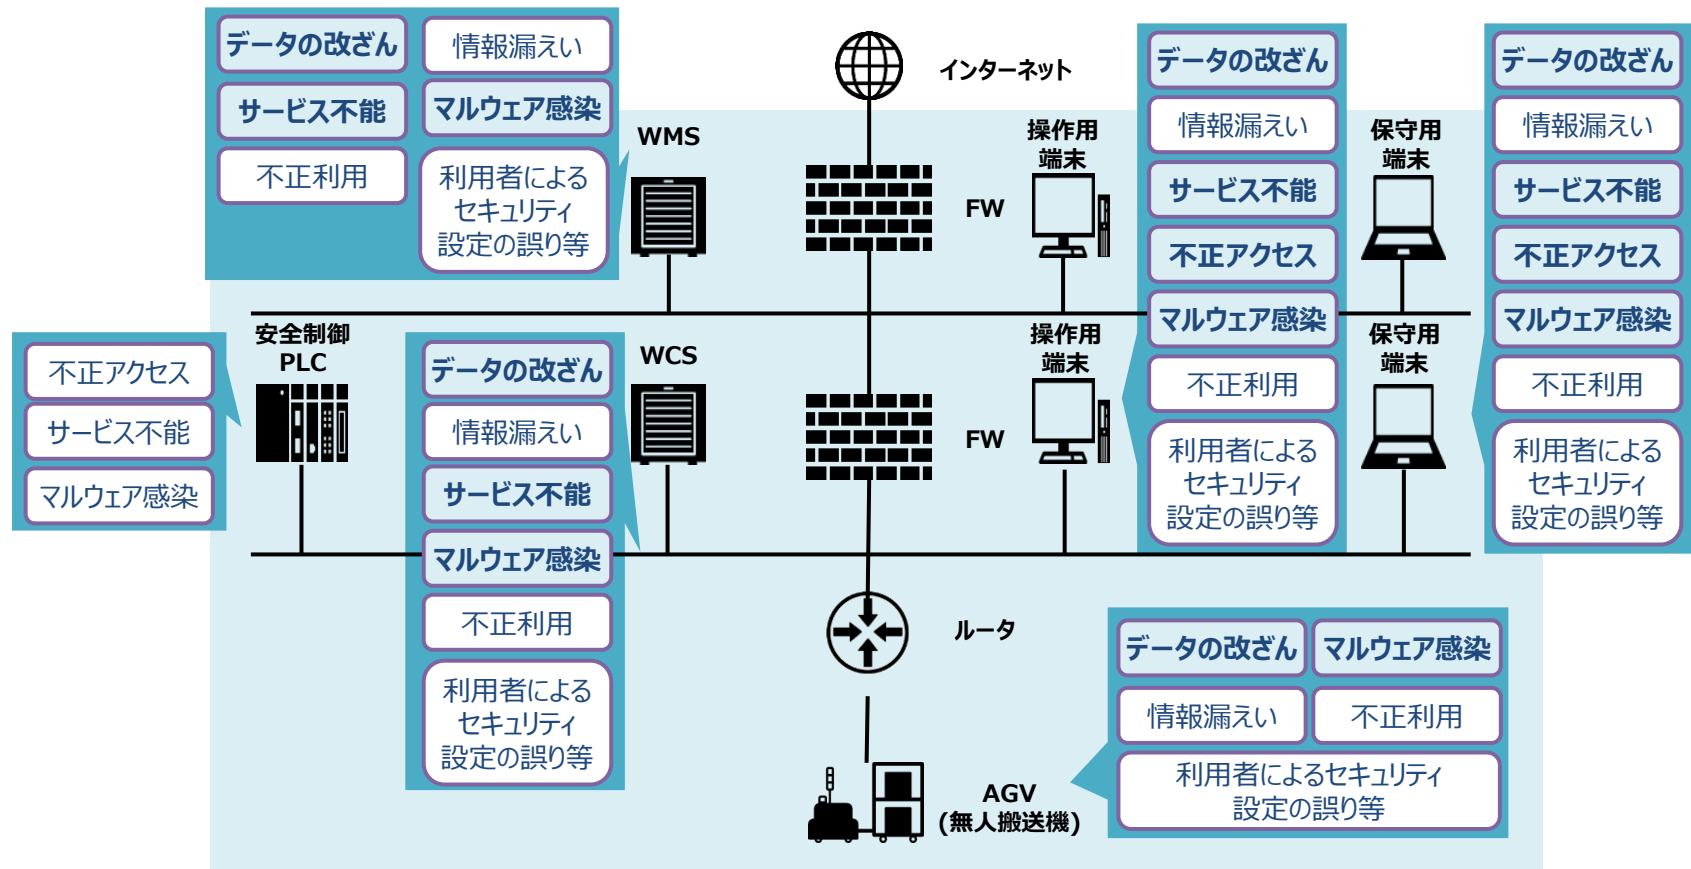 データの改ざん
情報漏えい
サービス不能
マルウェア感染
不正利用
利用者による
セキュリティ
設定の誤り等
WMS
インターネット
FW
操作用
端末
データの改ざん
情報漏えい
サービス不能
不正アクセス
マルウェア感染
不正利用
利用者による
セキュリティ
設定の誤り等
保守用
端末
データの改ざん
情報漏えい
サービス不能
不正アクセス
マルウェア感染
不正利用
利用者による
セキュリティ
設定の誤り等
不正アクセス
サービス不能
マルウェア感染
安全制御
PLC
データの改ざん
情報漏えい
サービス不能
マルウェア感染
不正利用
利用者による
セキュリティ
設定の誤り等
WCS
FW
操作用
端末
保守用
端末
ルータ
AGV
(無人搬送機)
データの改ざん
マルウェア感染
情報漏えい
不正利用
利用者によるセキュリティ
設定の誤り等